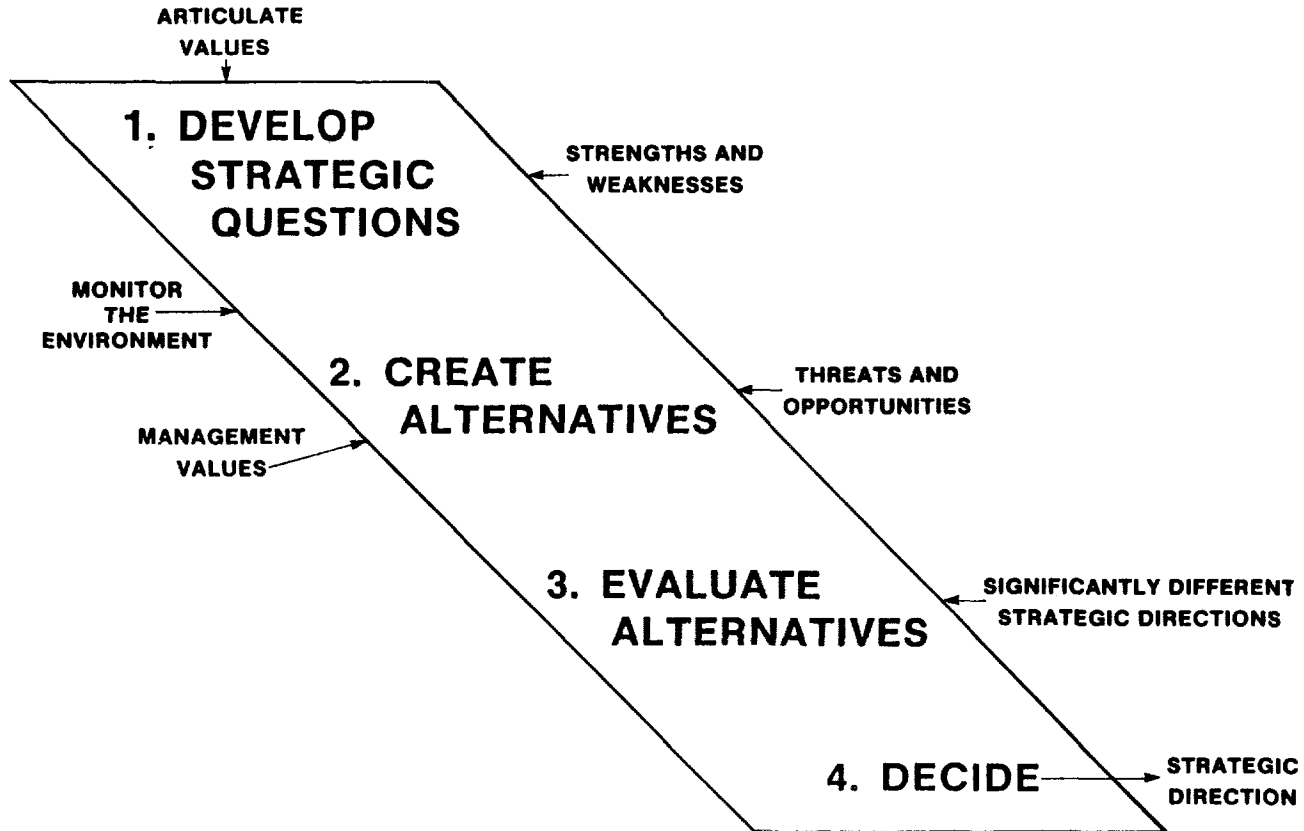 ARTICULATE
VALUES
1. DEVELOP
STRATEGIC
QUESTIONS
STRENGTHS AND
WEAKNESSES
MONITOR
THE
ENVIRONMENT
2. CREATE
ALTERNATIVES
THREATS AND
OPPORTUNITIES
MANAGEMENT
VALUES
3. EVALUATE
ALTERNATIVES
SIGNIFICANTLY DIFFERENT
STRATEGIC DIRECTIONS
4. DECIDE
STRATEGIC
DIRECTION